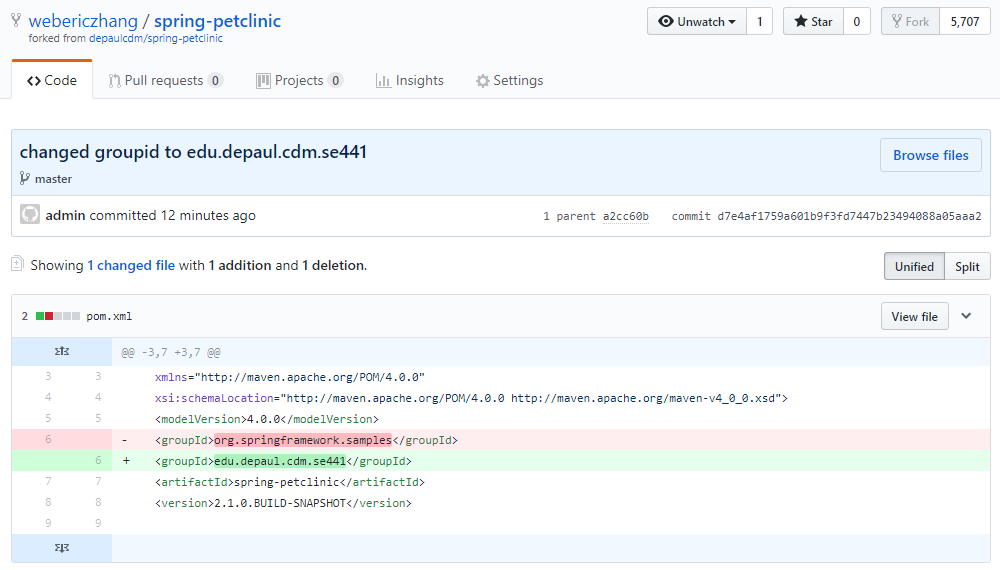 webericzhang / spring-petclinic Unwatch 1 Star 0 Fork 5,707
forked from depaulcdm/spring-petclinic
Code Pull requests 0 Projects 0 Insights Settings
changed groupid to edu.depaul.cdm.se441 Browse files
master
admin committed 12 minutes ago 1 parent a2cc60b commit d7e4af1759a601b9f3fd7447b23494088a05aaa2
Showing 1 changed file with 1 addition and 1 deletion. Unified Split
2 pom.xml View file
@@ -3,7 +3,7 @@
3 3 xmlns="http://maven.apache.org/POM/4.0.0"
4 4 xsi:schemaLocation="http://maven.apache.org/POM/4.0.0 http://maven.apache.org/maven-v4_0_0.xsd">
5 5 <modelVersion>4.0.0</modelVersion>
6 - <groupId>org.springframework.samples</groupId>
6 + <groupId>edu.depaul.cdm.se441</groupId>
7 7 <artifactId>spring-petclinic</artifactId>
8 8 <version>2.1.0.BUILD-SNAPSHOT</version>
9 9